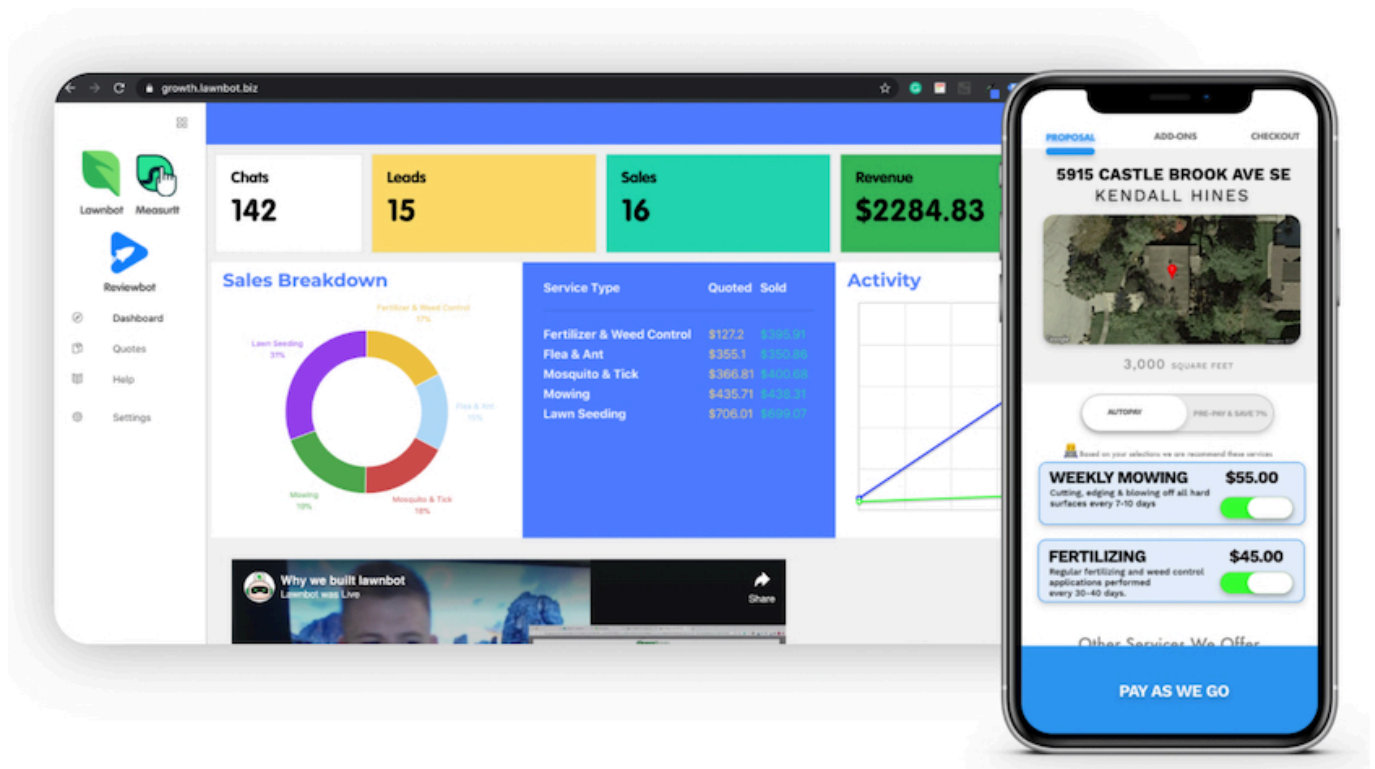 growth.lawnbot.biz
Lawnbot Measurit
Reviewbot
Dashboard
Quotes
Help
Settings
Chats
142
Leads
15
Sales
16
Revenue
$2284.83
Sales Breakdown
Fertilizer & Weed Control
17%
Lawn Seeding
31%
Flea & Ant
15%
Mowing
19%
Mosquito & Tick
18%
Service Type Quoted Sold
Fertilizer & Weed Control $127.2 $395.91
Flea & Ant $355.1 $350.86
Mosquito & Tick $366.81 $400.68
Mowing $435.71 $438.31
Lawn Seeding $706.01 $699.07
Activity
Why we built lawnbot
Lawnbot was Live
Share
PROPOSAL ADD-ONS CHECKOUT
5915 CASTLE BROOK AVE SE
KENDALL HINES
3,000 SQUARE FEET
AUTOPAY PRE-PAY & SAVE 7%
Based on your selections we are recommend these services
WEEKLY MOWING $55.00
Cutting, edging & blowing off all hard
surfaces every 7-10 days
FERTILIZING $45.00
Regular fertilizing and weed control
applications performed
every 30-40 days.
Other Services We Offer
PAY AS WE GO